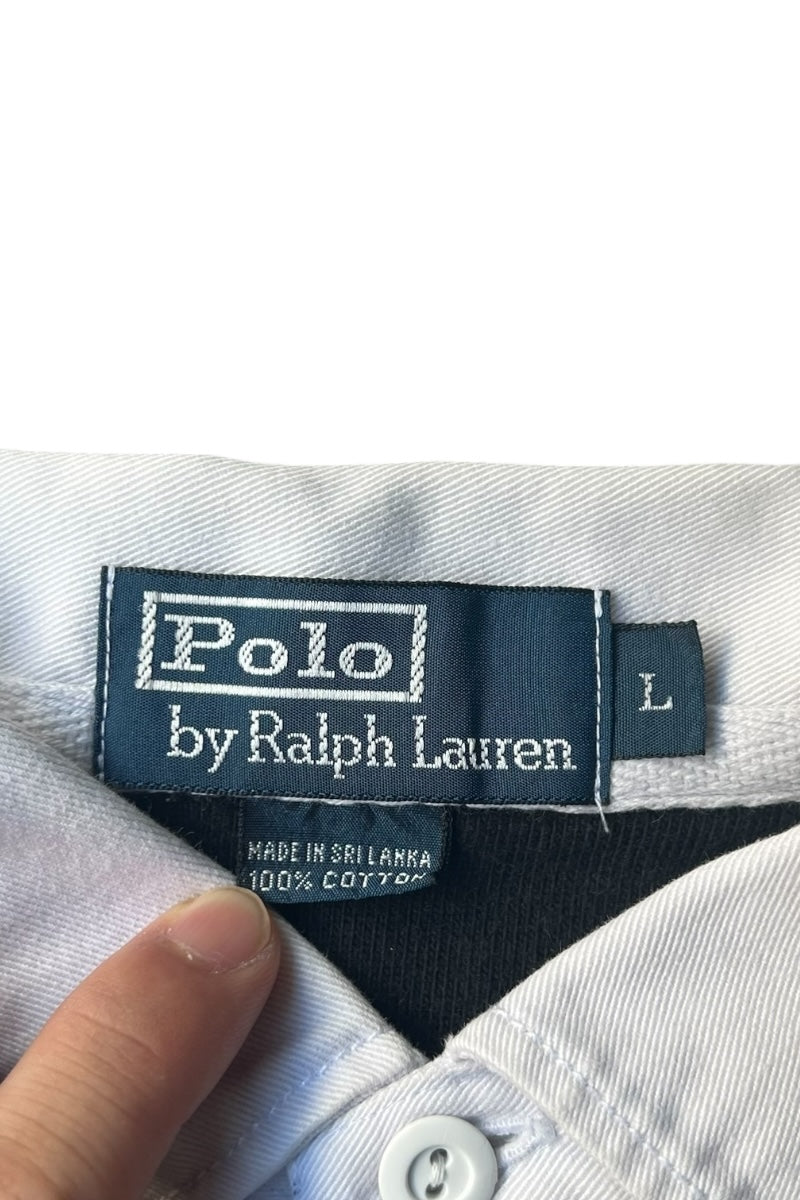 Polo
by Ralph Lauren
L
MADE IN SRI LANKA
100% COTTON